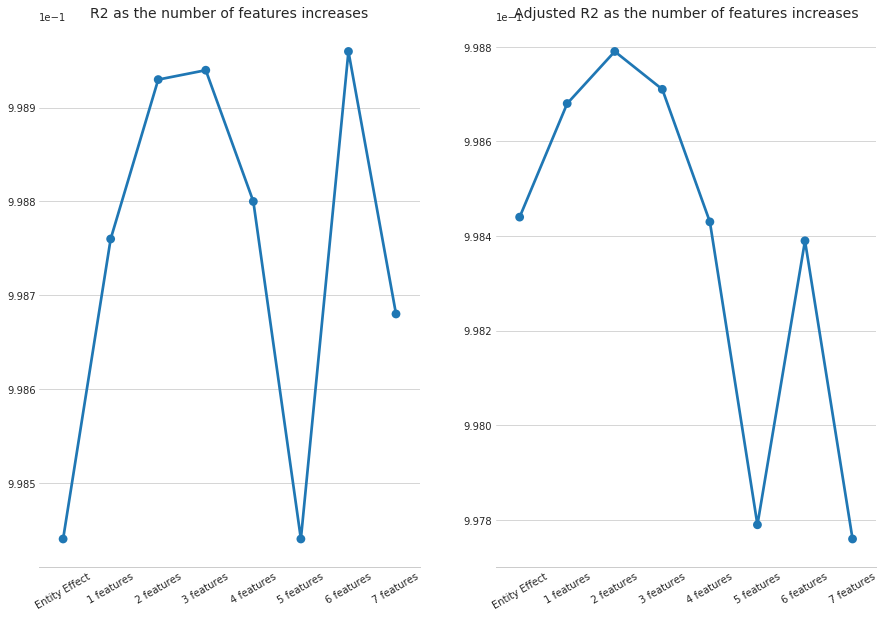 R2 as the number of features increases
1e−1
9.989
9.988
9.987
9.986
9.985
Entity Effect
1 features
2 features
3 features
4 features
5 features
6 features
7 features
Adjusted R2 as the number of features increases
1e−1
9.988
9.986
9.984
9.982
9.980
9.978
Entity Effect
1 features
2 features
3 features
4 features
5 features
6 features
7 features